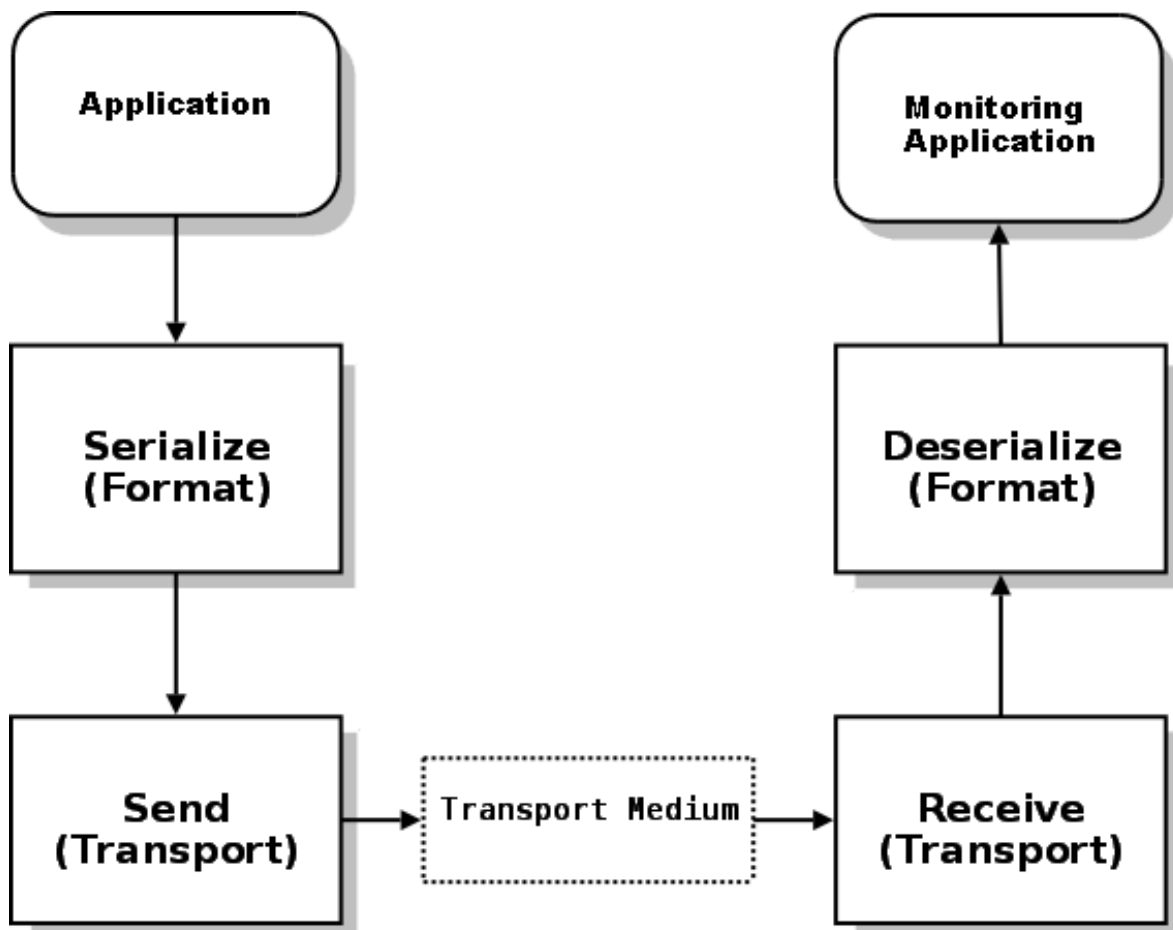 Application
Monitoring
Application
Serialize
(Format)
Deserialize
(Format)
Send
(Transport)
Transport Medium
Receive
(Transport)